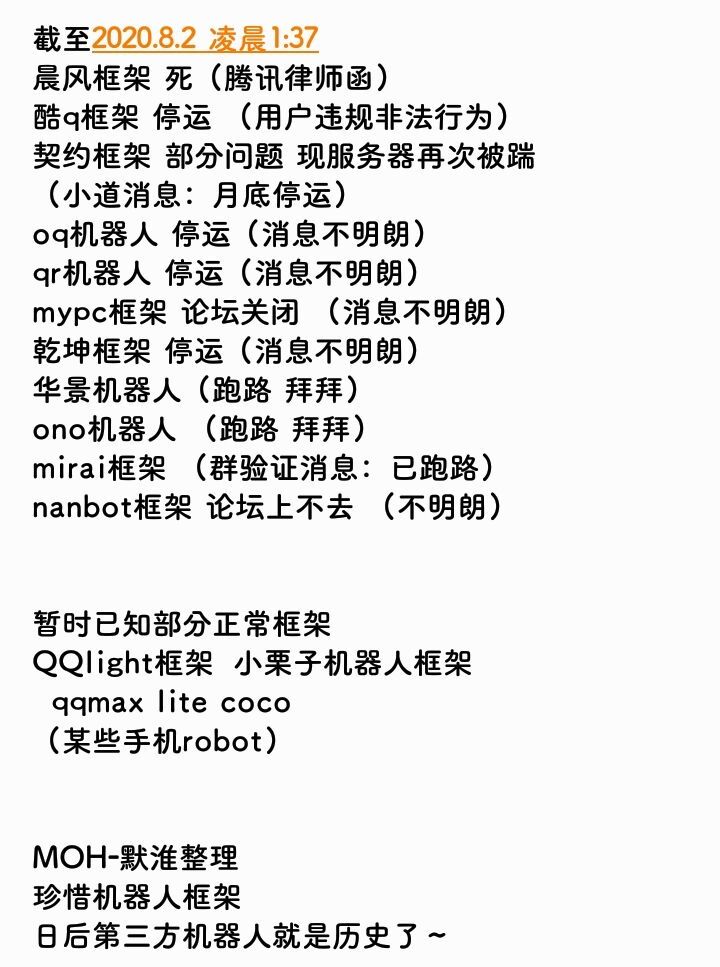 截至2020.8.2 凌晨1:37
晨风框架 死（腾讯律师函）
酷q框架 停运 （用户违规非法行为）
契约框架 部分问题 现服务器再次被踹
（小道消息：月底停运）
oq机器人 停运（消息不明朗）
qr机器人 停运（消息不明朗）
mypc框架 论坛关闭 （消息不明朗）
乾坤框架 停运（消息不明朗）
华景机器人（跑路 拜拜）
ono机器人 （跑路 拜拜）
mirai框架 （群验证消息：已跑路）
nanbot框架 论坛上不去 （不明朗）
暂时已知部分正常框架
QQlight框架 小栗子机器人框架
qqmax lite coco
（某些手机robot）
MOH-默淮整理
珍惜机器人框架
日后第三方机器人就是历史了～